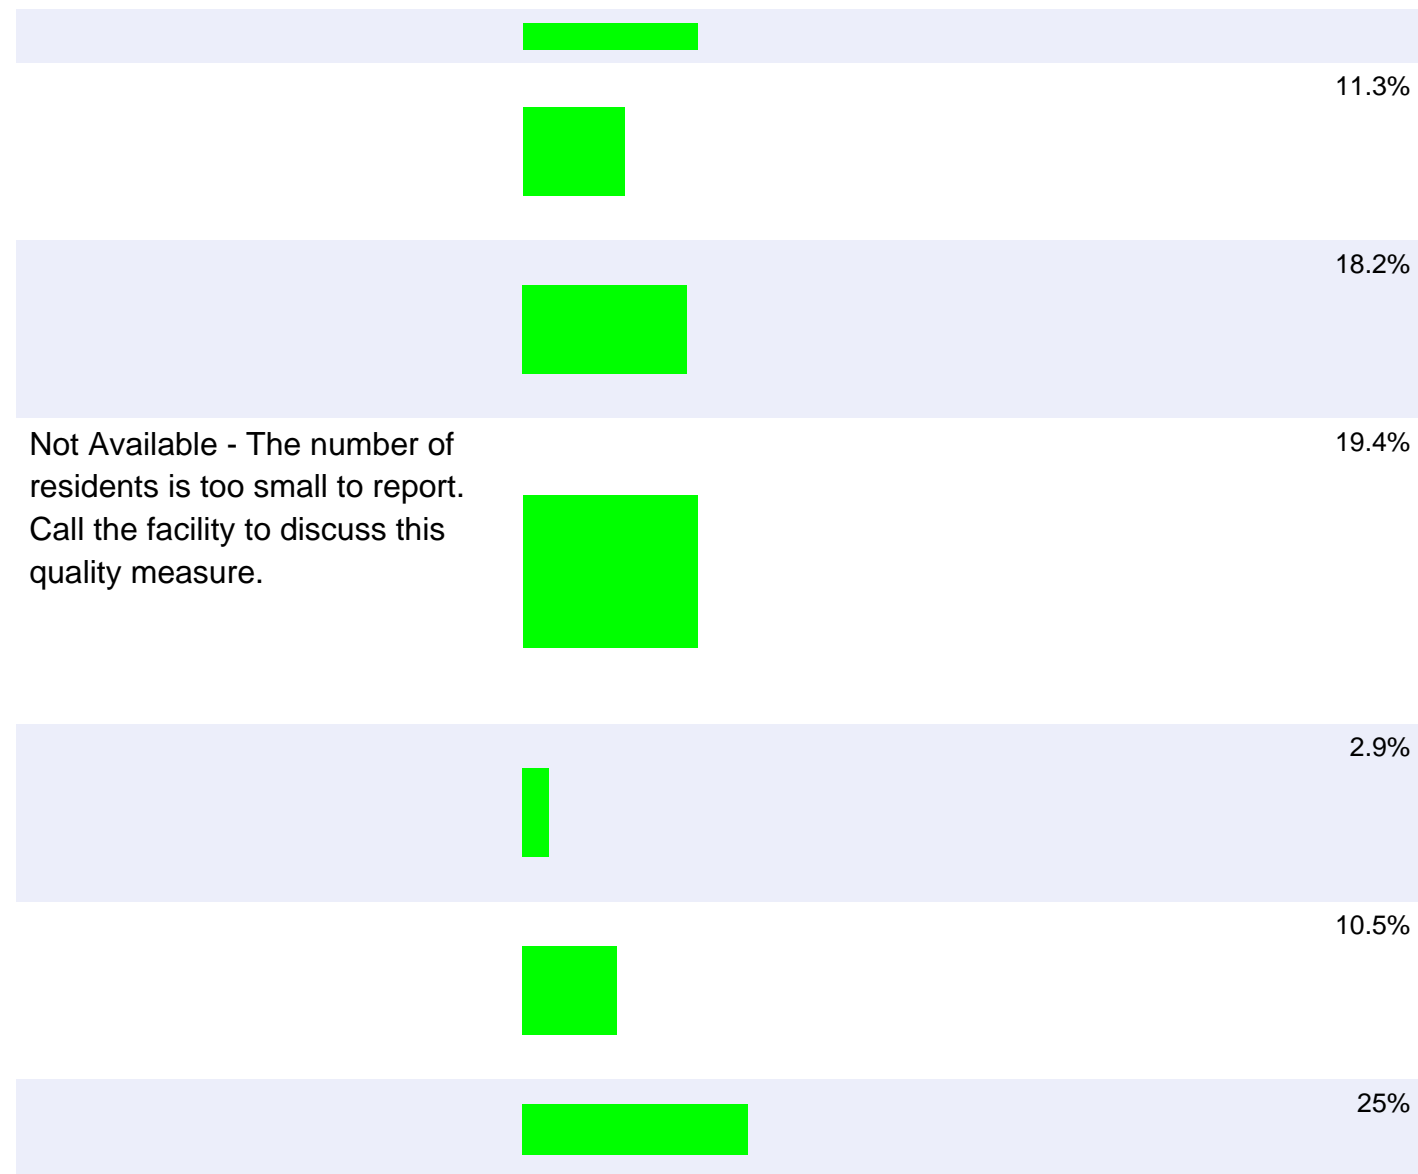 11.3%
18.2%
Not Available - The number of
residents is too small to report.
Call the facility to discuss this
quality measure.
19.4%
2.9%
10.5%
25%